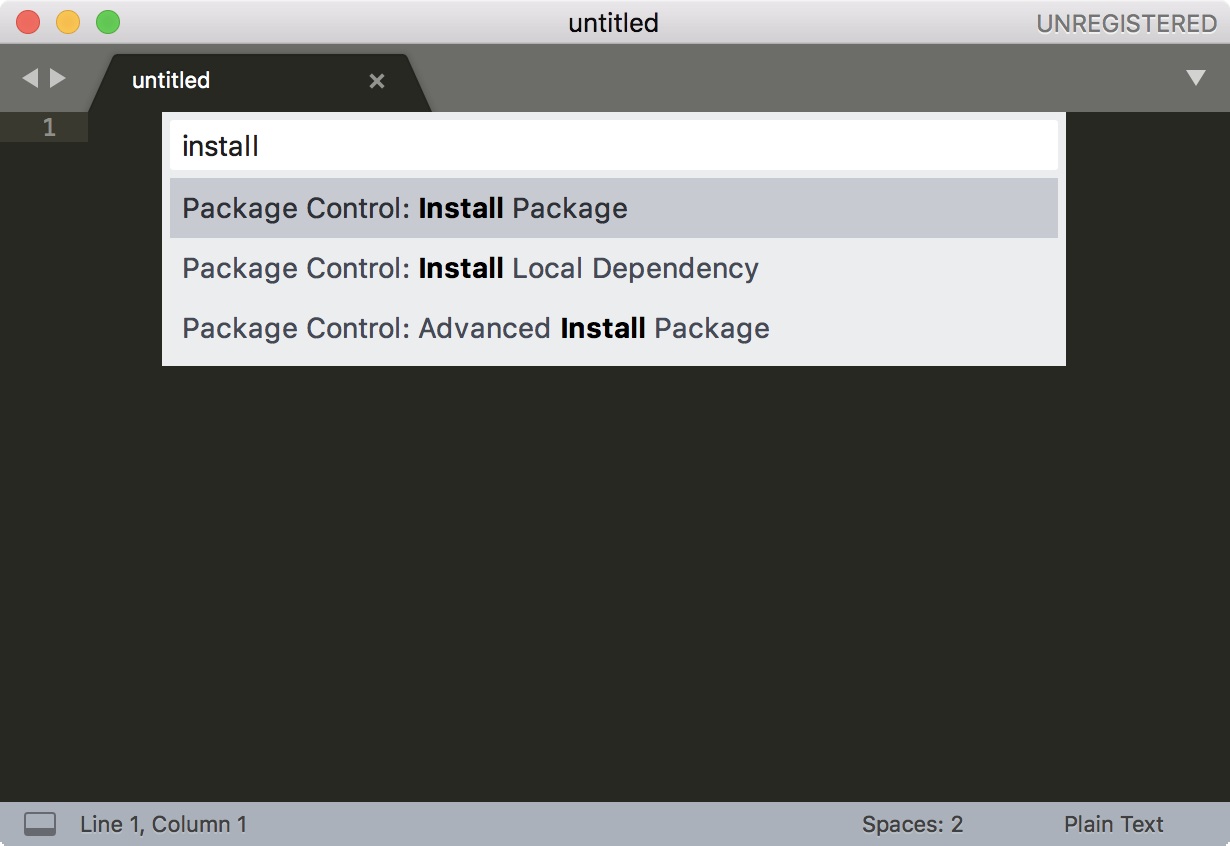 untitled UNREGISTERED
untitled ×
1
install
Package Control: Install Package
Package Control: Install Local Dependency
Package Control: Advanced Install Package
Line 1, Column 1 Spaces: 2 Plain Text